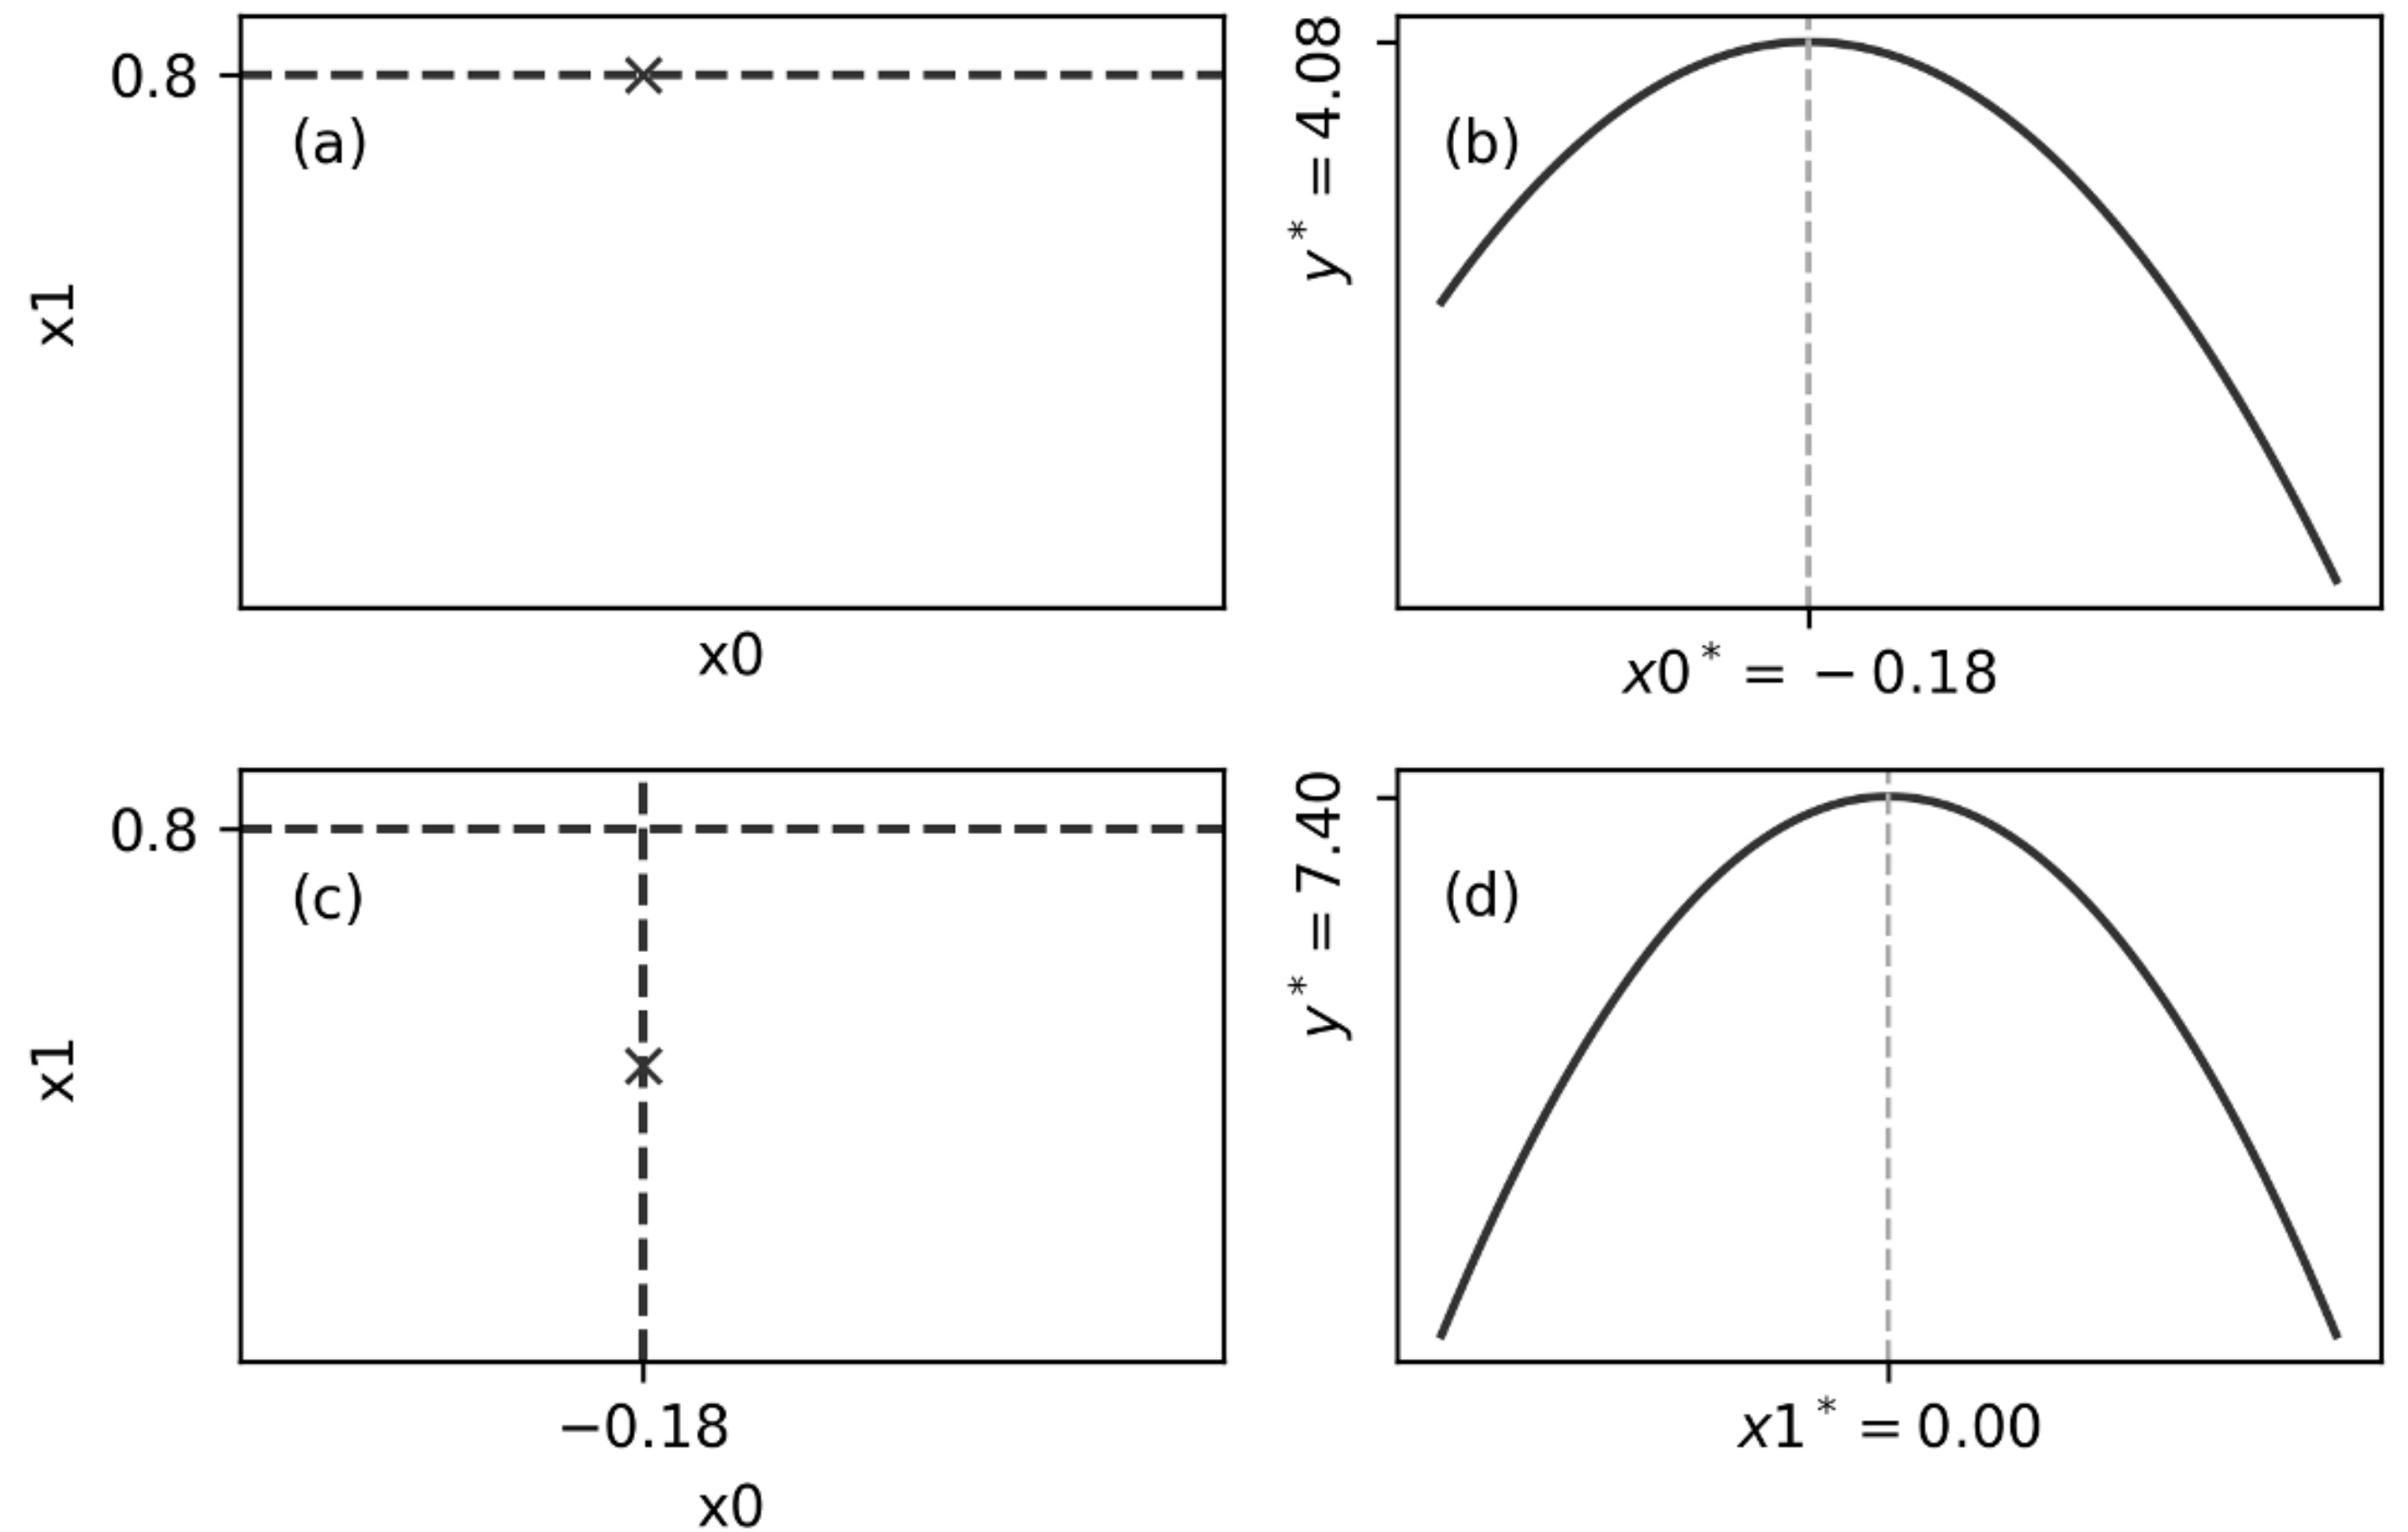 0.8
(a)
x1
x0
y* = 4.08
(b)
x0* = −0.18
0.8
(c)
x1
−0.18
x0
y* = 7.40
(d)
x1* = 0.00